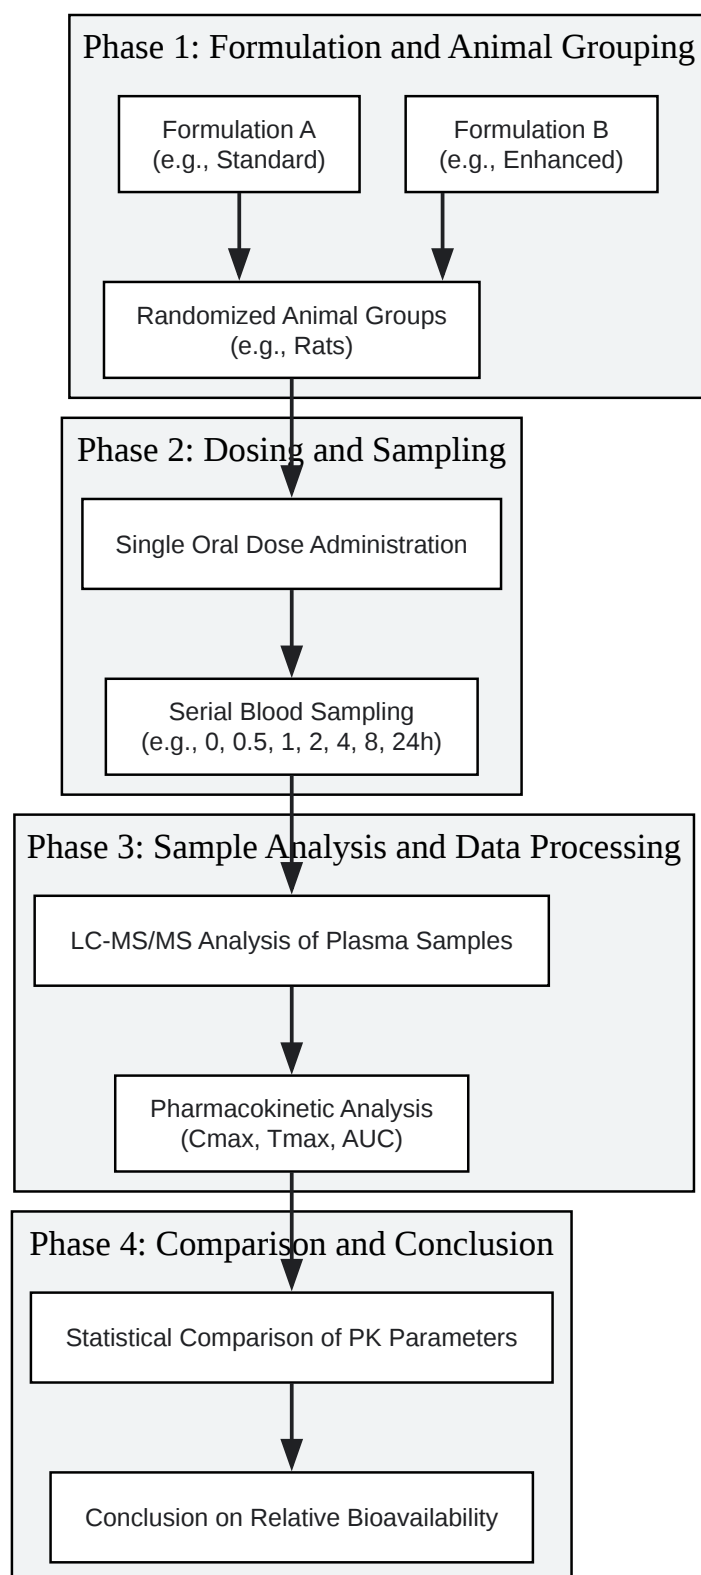 Phase 1: Formulation and Animal Grouping
Formulation A
(e.g., Standard)
Formulation B
(e.g., Enhanced)
Randomized Animal Groups
(e.g., Rats)
Phase 2: Dosing and Sampling
Single Oral Dose Administration
Serial Blood Sampling
(e.g., 0, 0.5, 1, 2, 4, 8, 24h)
Phase 3: Sample Analysis and Data Processing
LC-MS/MS Analysis of Plasma Samples
Pharmacokinetic Analysis
(Cmax, Tmax, AUC)
Phase 4: Comparison and Conclusion
Statistical Comparison of PK Parameters
Conclusion on Relative Bioavailability